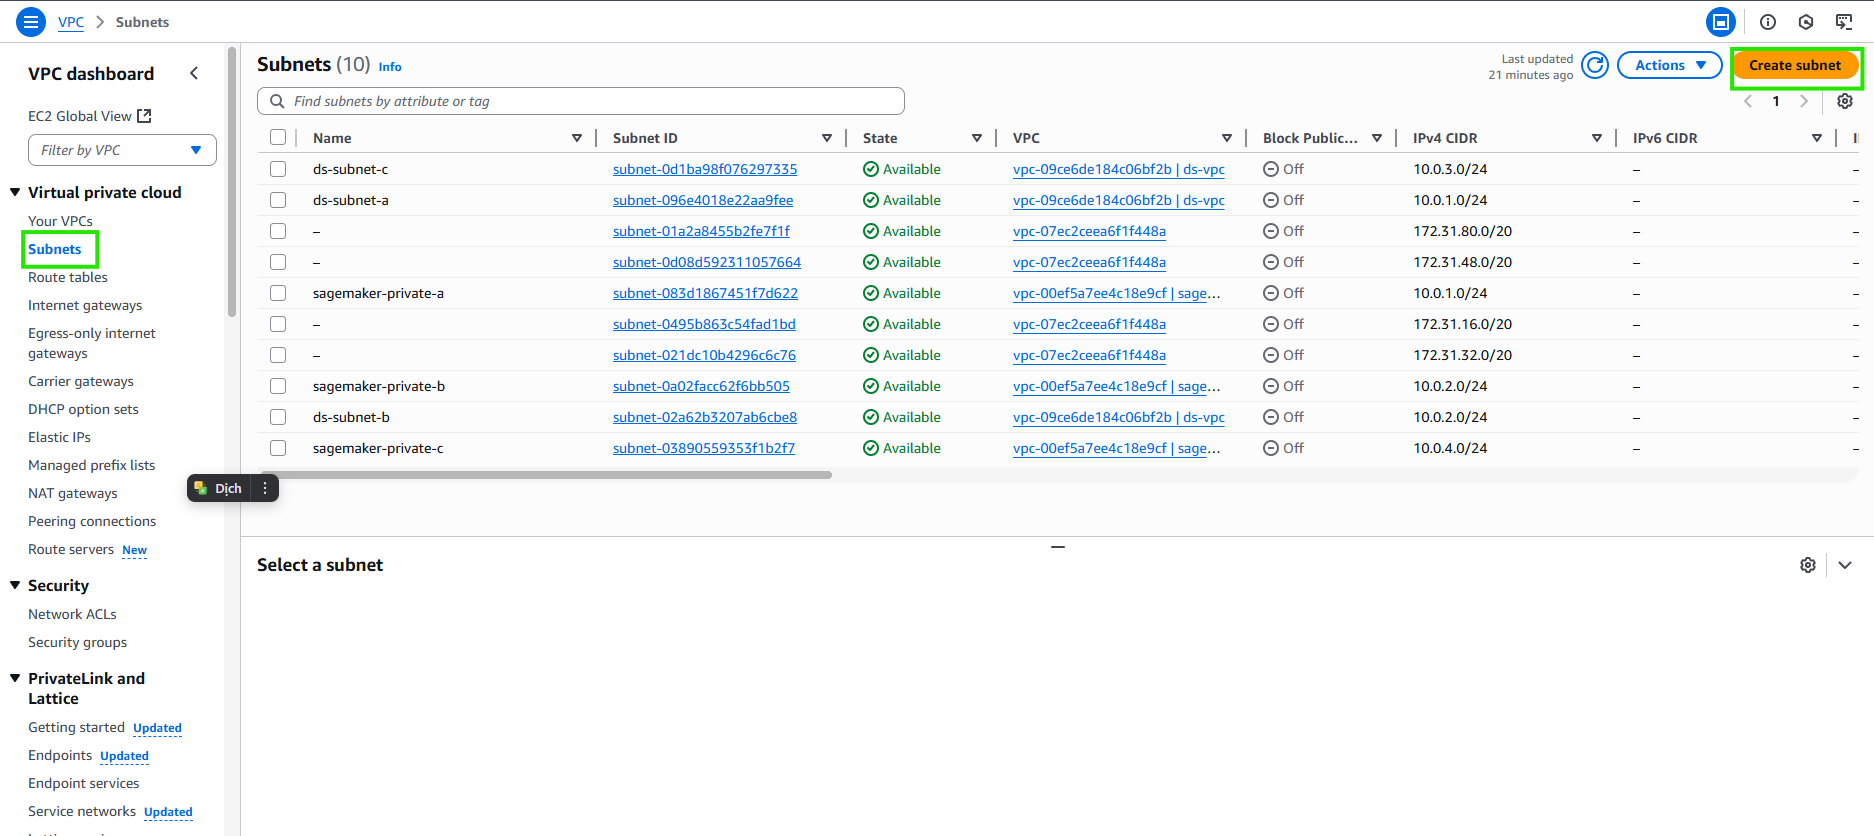 VPC > Subnets
VPC dashboard
EC2 Global View
Filter by VPC
Virtual private cloud
Your VPCs
Subnets
Route tables
Internet gateways
Egress-only internet
gateways
Carrier gateways
DHCP option sets
Elastic IPs
Managed prefix lists
NAT gateways
Peering connections
Route servers New
Security
Network ACLs
Security groups
PrivateLink and
Lattice
Getting started Updated
Endpoints Updated
Endpoint services
Service networks Updated
Dịch
Subnets (10) Info
Last updated
21 minutes ago
Actions
Create subnet
Find subnets by attribute or tag
1
Name Subnet ID State VPC Block Public... IPv4 CIDR IPv6 CIDR
ds-subnet-c subnet-0d1ba98f076297335 Available vpc-09ce6de184c06bf2b | ds-vpc Off 10.0.3.0/24 – –
ds-subnet-a subnet-096e4018e22aa9fee Available vpc-09ce6de184c06bf2b | ds-vpc Off 10.0.1.0/24 – –
– subnet-01a2a8455b2fe7f1f Available vpc-07ec2ceea6f1f448a Off 172.31.80.0/20 – –
– subnet-0d08d592311057664 Available vpc-07ec2ceea6f1f448a Off 172.31.48.0/20 – –
sagemaker-private-a subnet-083d1867451f7d622 Available vpc-00ef5a7ee4c18e9cf | sage... Off 10.0.1.0/24 – –
– subnet-0495b863c54fad1bd Available vpc-07ec2ceea6f1f448a Off 172.31.16.0/20 – –
– subnet-021dc10b4296c6c76 Available vpc-07ec2ceea6f1f448a Off 172.31.32.0/20 – –
sagemaker-private-b subnet-0a02facc62f6bb505 Available vpc-00ef5a7ee4c18e9cf | sage... Off 10.0.2.0/24 – –
ds-subnet-b subnet-02a62b3207ab6cbe8 Available vpc-09ce6de184c06bf2b | ds-vpc Off 10.0.2.0/24 – –
sagemaker-private-c subnet-03890559353f1b2f7 Available vpc-00ef5a7ee4c18e9cf | sage... Off 10.0.4.0/24 – –
Select a subnet